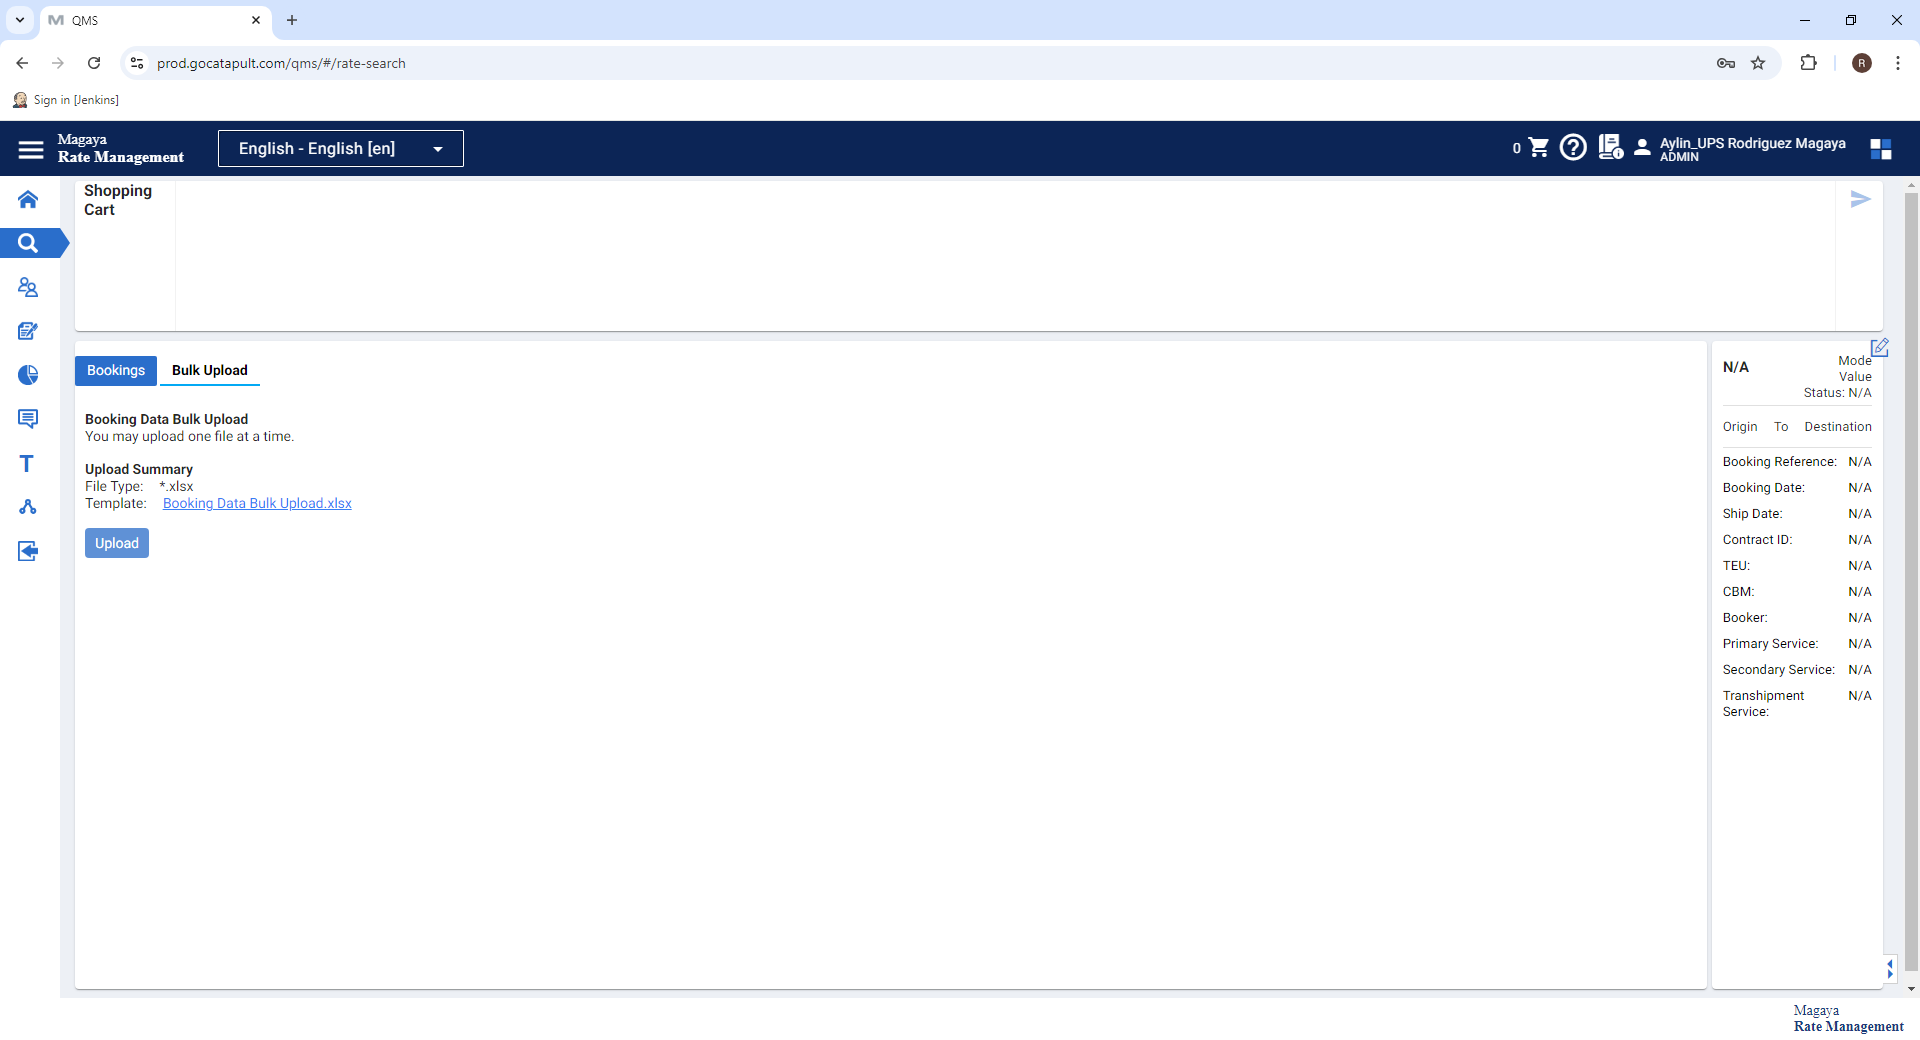 QMS
prod.gocatapult.com/qms/#/rate-search
R
Sign in [Jenkins]
Magaya
Rate Management
English - English [en]
0
Aylin_UPS Rodriguez Magaya
ADMIN
Shopping
Cart
Bookings
Bulk Upload
Booking Data Bulk Upload
You may upload one file at a time.
Upload Summary
File Type: *.xlsx
Template: Booking Data Bulk Upload.xlsx
Upload
N/A
Mode
Value
Status: N/A
Origin To Destination
Booking Reference: N/A
Booking Date: N/A
Ship Date: N/A
Contract ID: N/A
TEU: N/A
CBM: N/A
Booker: N/A
Primary Service: N/A
Secondary Service: N/A
Transhipment N/A
Service:
Magaya
Rate Management